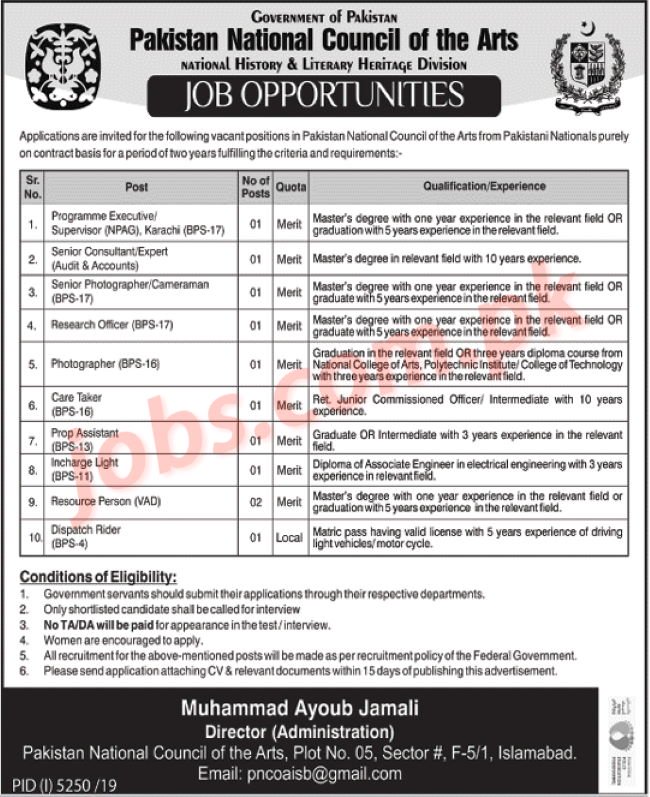 GOVERNMENT OF PAKISTAN
Pakistan National Council of the Arts
NATIONAL HISTORY & LITERARY HERITAGE DIVISION
JOB OPPORTUNITIES
Applications are invited for the following vacant positions in Pakistan National Council of the Arts from Pakistani Nationals purely
on contract basis for a period of two years fulfilling the criteria and requirements:-
Sr. No. Post No of Posts Quota Qualification/Experience
1. Programme Executive/ 01 Merit Master's degree with one year experience in the relevant field OR
Supervisor (NPAG), Karachi (BPS-17) graduation with 5 years experience in the relevant field.
2. Senior Consultant/Expert 01 Merit Master's degree in relevant field with 10 years experience.
(Audit & Accounts)
3. Senior Photographer/Cameraman 01 Merit Master's degree with one year experience in the relevant field OR
(BPS-17) graduate with 5 years experience in the relevant field.
4. Research Officer (BPS-17) 01 Merit Master's degree with one year experience in the relevant field OR
graduate with 5 years experience in the relevant field.
5. Photographer (BPS-16) 01 Merit Graduation in the relevant field OR three years diploma course from
National College of Arts, Polytechnic Institute/ College of Technology
with three years experience in the relevant field.
6. Care Taker 01 Merit Ret. Junior Commissioned Officer/ Intermediate with 10 years
(BPS-16) experience.
7. Prop Assistant 01 Merit Graduate OR Intermediate with 3 years experience in the relevant
(BPS-13) field.
8. Incharge Light 01 Merit Diploma of Associate Engineer in electrical engineering with 3 years
(BPS-11) experience in relevant field.
9. Resource Person (VAD) 02 Merit Master's degree with one year experience in the relevant field or
graduation with 5 years experience in the relevant field.
10. Dispatch Rider 01 Local Matric pass having valid license with 5 years experience of driving
(BPS-4) light vehicles/ motor cycle.
jobs.com.pk
Conditions of Eligibility:
1. Government servants should submit their applications through their respective departments.
2. Only shortlisted candidate shall be called for interview
3. No TA/DA will be paid for appearance in the test / interview.
4. Women are encouraged to apply.
5. All recruitment for the above-mentioned posts will be made as per recruitment policy of the Federal Government.
6. Please send application attaching CV & relevant documents within 15 days of publishing this advertisement.
Muhammad Ayoub Jamali
Director (Administration)
Pakistan National Council of the Arts, Plot No. 05, Sector #, F-5/1, Islamabad.
Email: pncoaisb@gmail.com
PID (I) 5250 /19